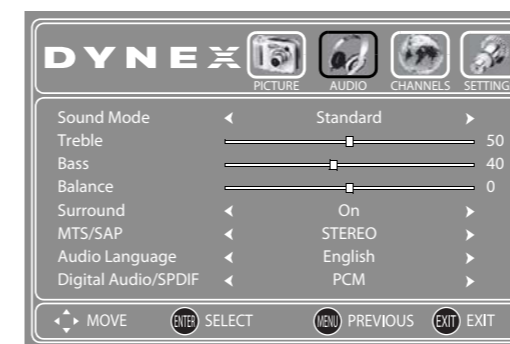 DYNEX
PICTURE AUDIO CHANNELS SETTING
Sound Mode Standard
Treble 50
Bass 40
Balance 0
Surround On
MTS/SAP STEREO
Audio Language English
Digital Audio/SPDIF PCM
MOVE ENTER SELECT MENU PREVIOUS EXIT EXIT